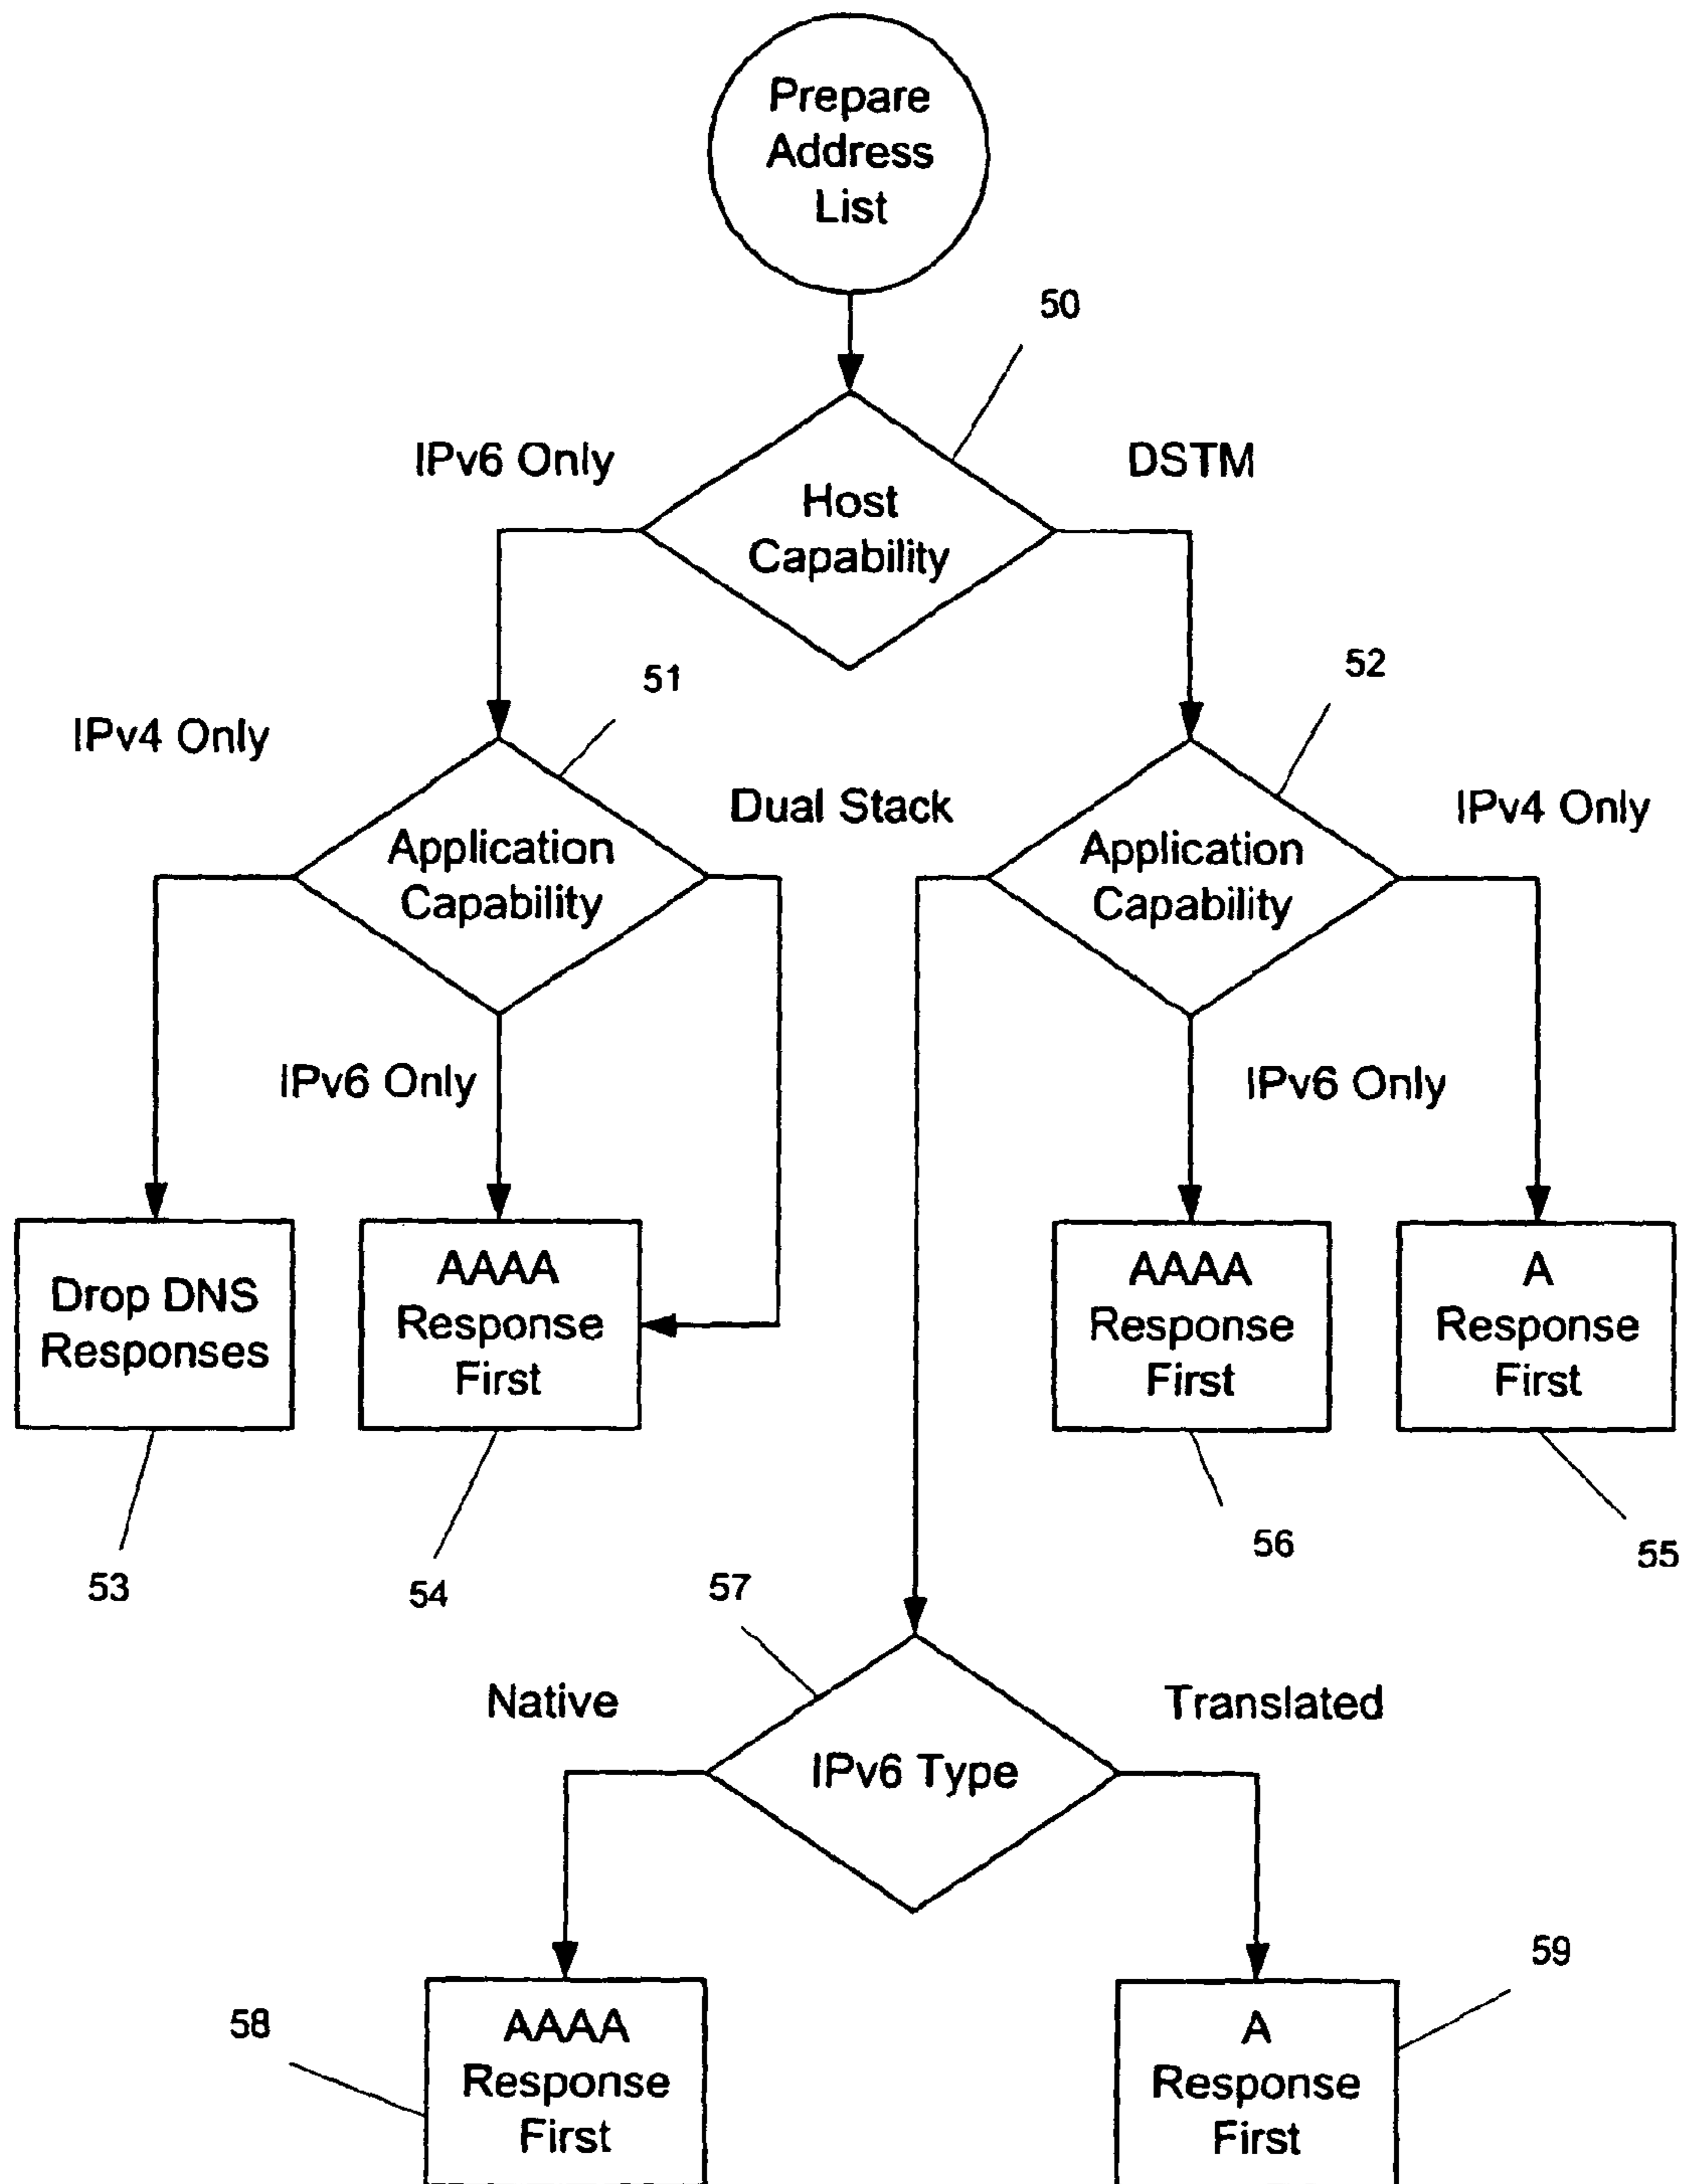 Prepare
Address
List
50
IPv6 Only
DSTM
Host
Capability
51
52
IPv4 Only
Dual Stack
IPv4 Only
Application
Capability
Application
Capability
IPv6 Only
IPv6 Only
Drop DNS
Responses
AAAA
Response
First
AAAA
Response
First
A
Response
First
53
54
57
56
55
Native
Translated
IPv6 Type
58
59
AAAA
Response
First
A
Response
First